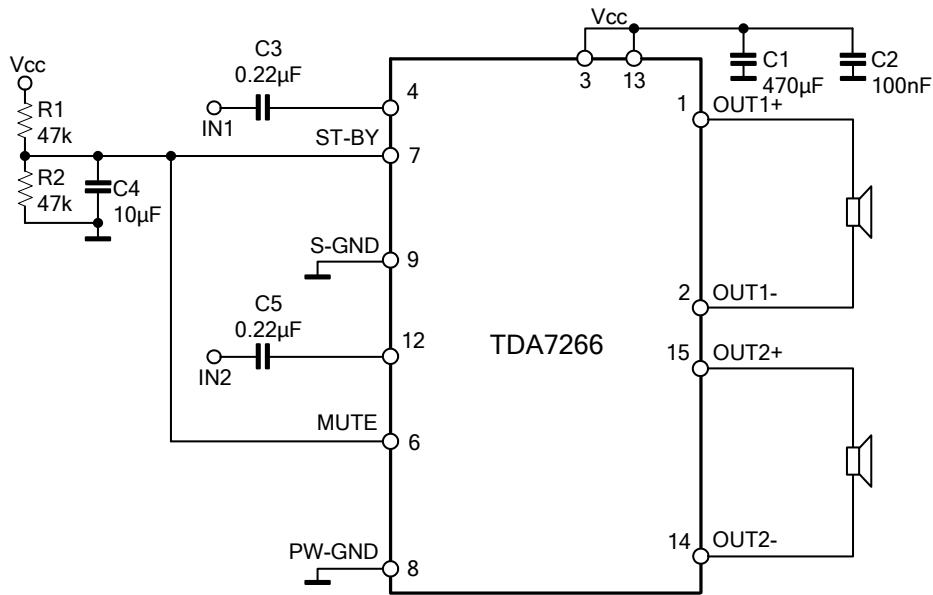 Vcc
C3
0.22µF
Vcc
C1
470µF
C2
100nF
3
13
R1
47k
IN1
4
1
OUT1+
ST-BY
7
R2
47k
C4
10µF
S-GND
9
2
OUT1-
C5
0.22µF
12
TDA7266
15
OUT2+
IN2
MUTE
6
14
OUT2-
PW-GND
8